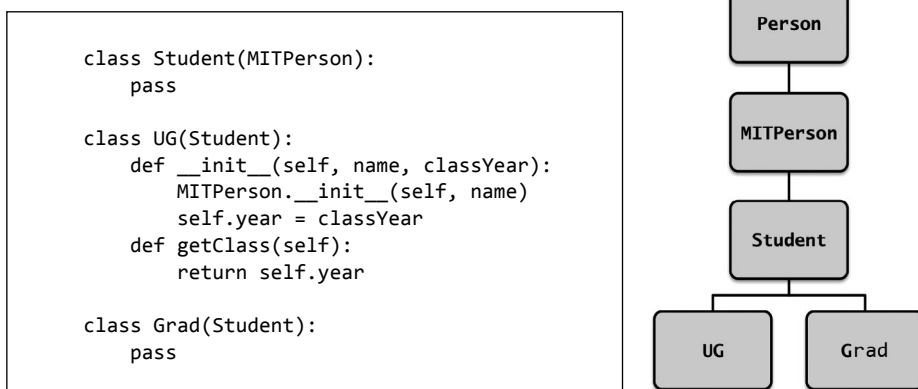 class Student(MITPerson):
    pass

class UG(Student):
    def __init__(self, name, classYear):
        MITPerson.__init__(self, name)
        self.year = classYear
    def getClass(self):
        return self.year

class Grad(Student):
    pass

Person
MITPerson
Student
UG
Grad